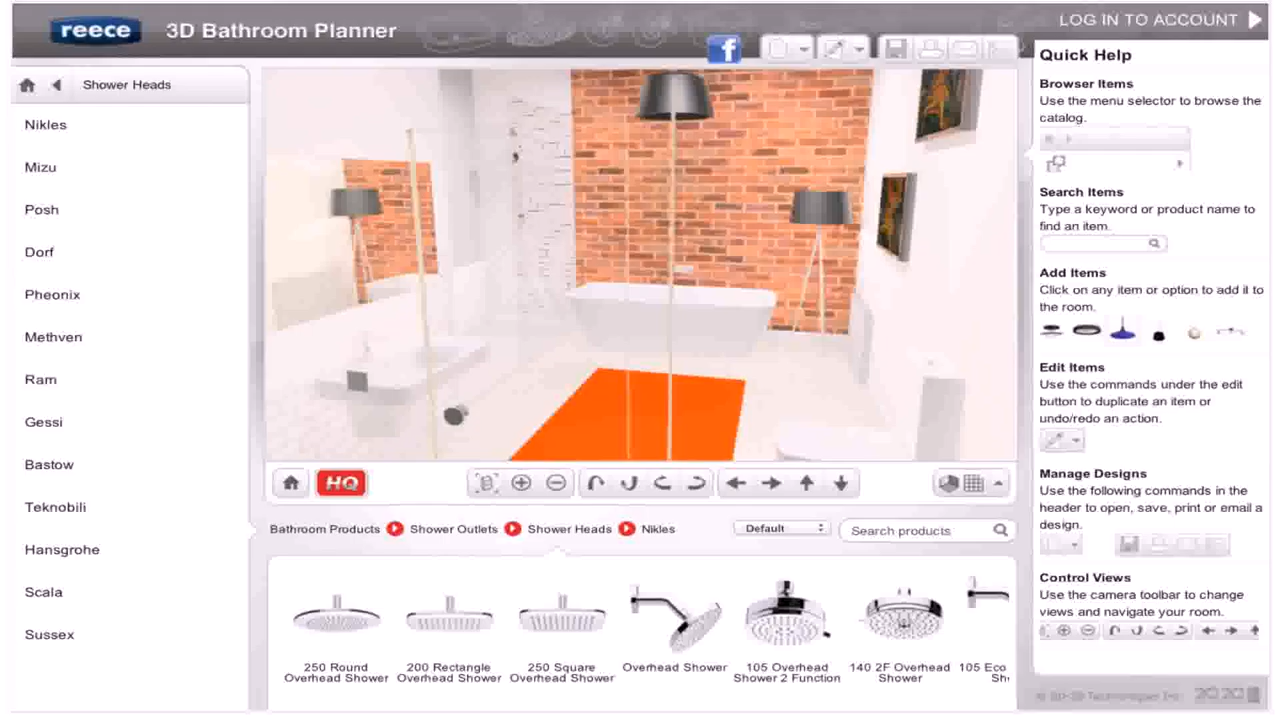 reece
3D Bathroom Planner
LOG IN TO ACCOUNT
f
Shower Heads
Nikles
Mizu
Posh
Dorf
Pheonix
Methven
Ram
Gessi
Bastow
Teknobili
Hansgrohe
Scala
Sussex
HQ
Bathroom Products
Shower Outlets
Shower Heads
Nikles
Default
Search products
250 Round
Overhead Shower
200 Rectangle
Overhead Shower
250 Square
Overhead Shower
Overhead Shower
105 Overhead
Shower 2 Function
140 2F Overhead
Shower
105 Eco
Sh
Quick Help
Browser Items
Use the menu selector to browse the
catalog.
Search Items
Type a keyword or product name to
find an item.
Add Items
Click on any item or option to add it to
the room.
Edit Items
Use the commands under the edit
button to duplicate an item or
undo/redo an action.
Manage Designs
Use the following commands in the
header to open, save, print or email a
design.
Control Views
Use the camera toolbar to change
views and navigate your room.
Technologies
2020